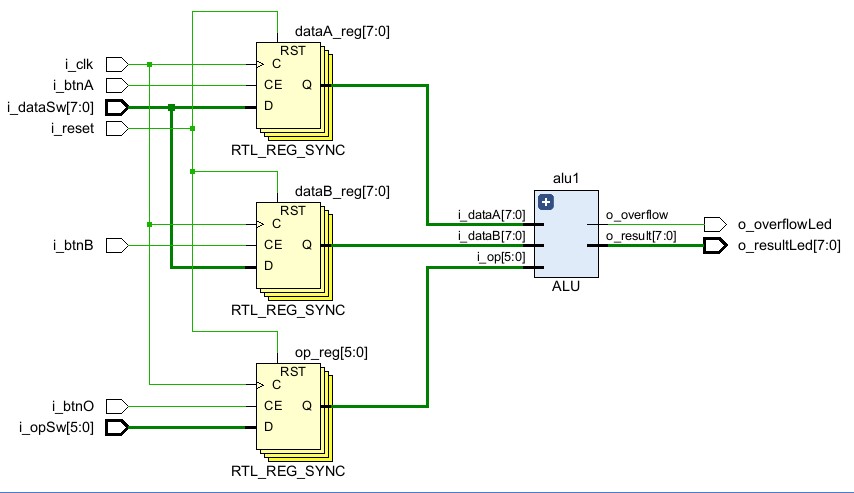 dataA_reg[7:0]
RST
i_clk
C
i_btnA
CE
Q
i_dataSw[7:0]
D
i_reset
RTL_REG_SYNC
dataB_reg[7:0]
RST
C
i_btnB
CE
Q
D
RTL_REG_SYNC
op_reg[5:0]
RST
C
i_btnO
CE
Q
i_opSw[5:0]
D
RTL_REG_SYNC
alu1
i_dataA[7:0]
i_dataB[7:0]
i_op[5:0]
o_overflow
o_result[7:0]
ALU
o_overflowLed
o_resultLed[7:0]